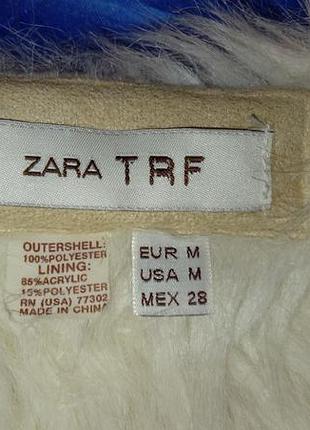 ZARA TRF
OUTERSHELL:
100%POLYESTER
LINING:
85%ACRYLIC
15%POLYESTER
RN (USA) 77302
MADE IN CHINA
EUR M
USA M
MEX 28